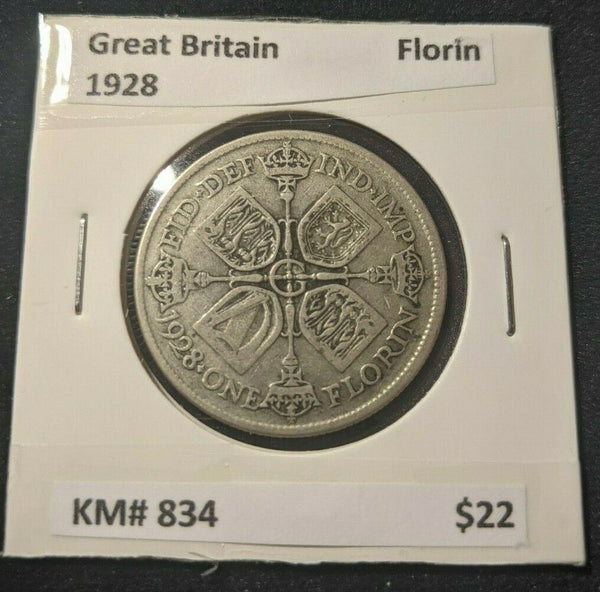 Great Britain Florin
1928
FID·DEF IND·IMP
1928·ONE FLORIN
G
KM# 834 $22